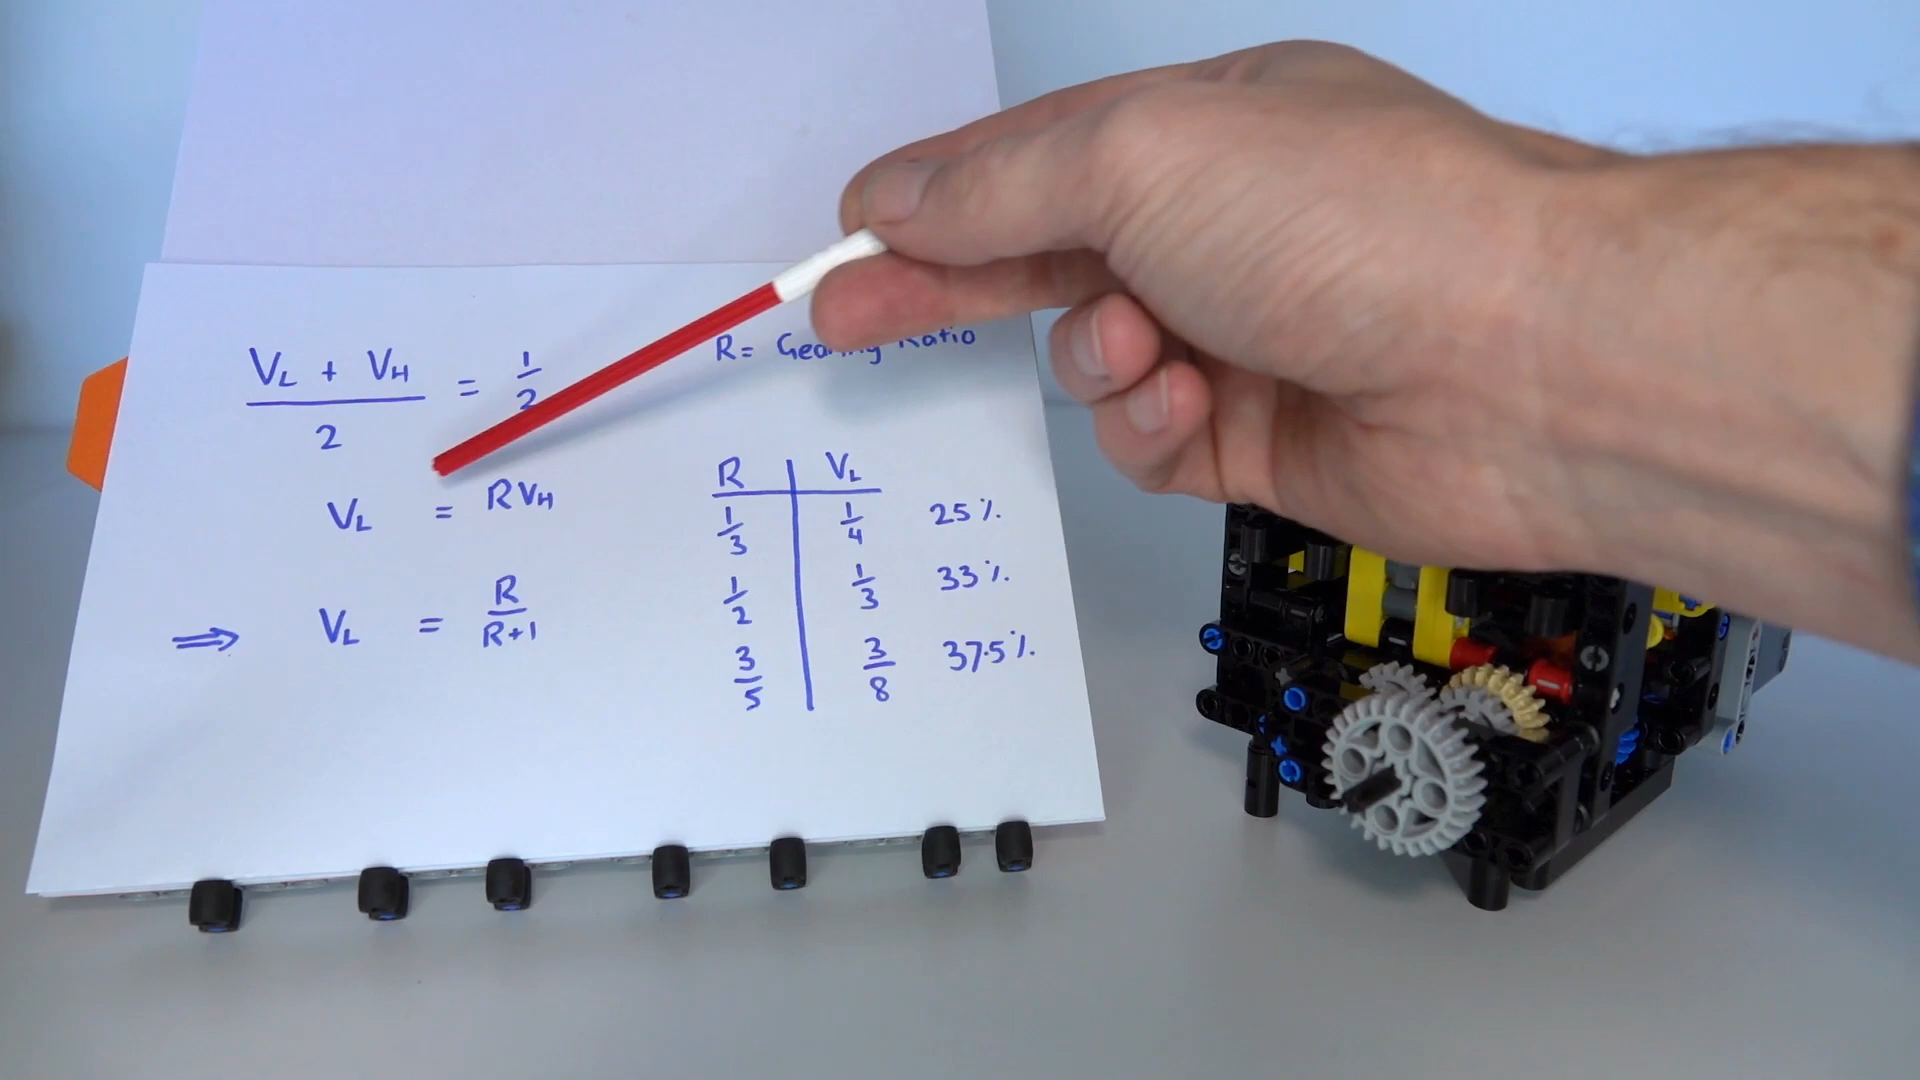 V_L + V_H / 2 = 1/2
V_L = R V_H
⇒ V_L = R / R+1
R = Gearing Ratio
R | V_L
1/3 | 1/4 25%
1/2 | 1/3 33%
3/5 | 3/8 37.5%